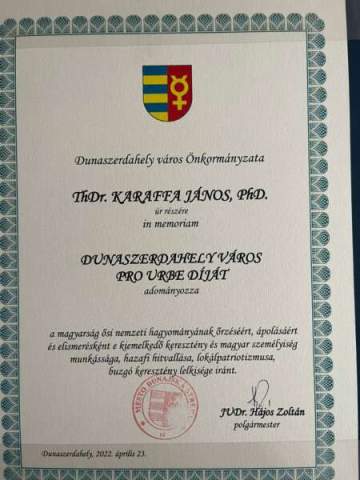 Dunaszerdahely város Önkormányzata
ThDr. KARAFFA JÁNOS, PhD.
úr részére
in memoriam
DUNASZERDAHELY VÁROS
PRO URBE DÍJÁT
adományozza
a magyarság ősi nemzeti hagyományának őrzéséért, ápolásáért
és elismerésként e kiemelkedő keresztény és magyar személyiség
munkássága, hazafi hitvallása, lokálpatriotizmusa,
buzgó keresztény lelkisége iránt.
MESTO DUNAJSKÁ
JUDr. Hájos Zoltán
polgármester
Dunaszerdahely, 2022. április 23.